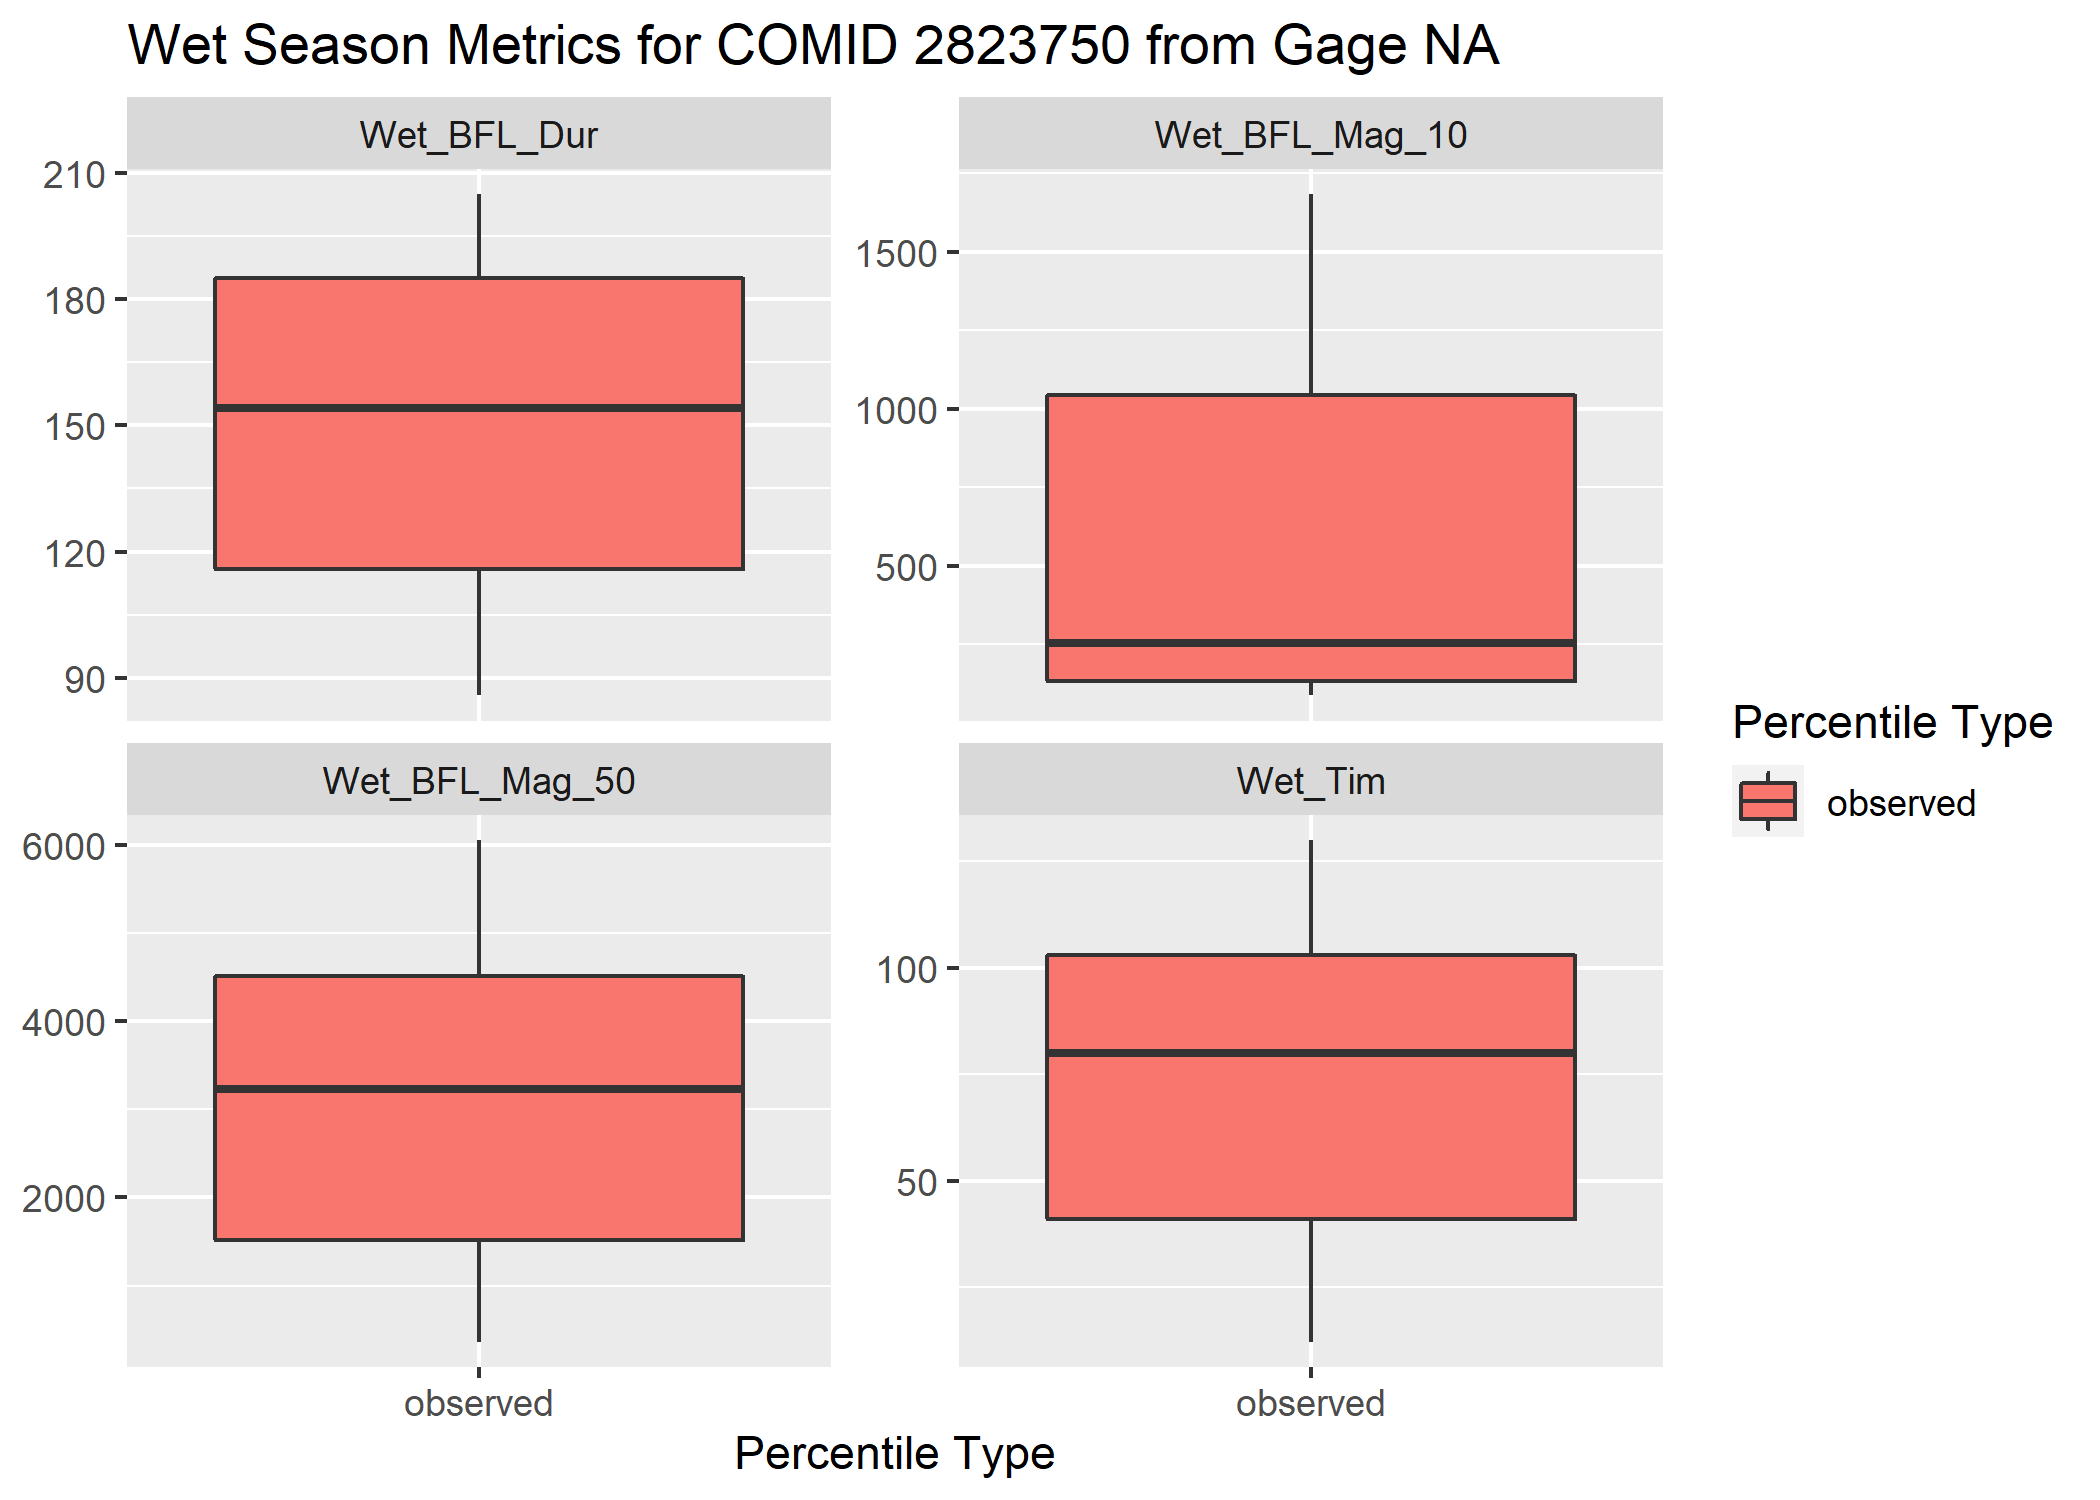 Wet Season Metrics for COMID 2823750 from Gage NA
Wet_BFL_Dur
210
180
150
120
90
Wet_BFL_Mag_10
1500
1000
500
Wet_BFL_Mag_50
6000
4000
2000
observed
Wet_Tim
100
50
observed
Percentile Type
Percentile Type
observed